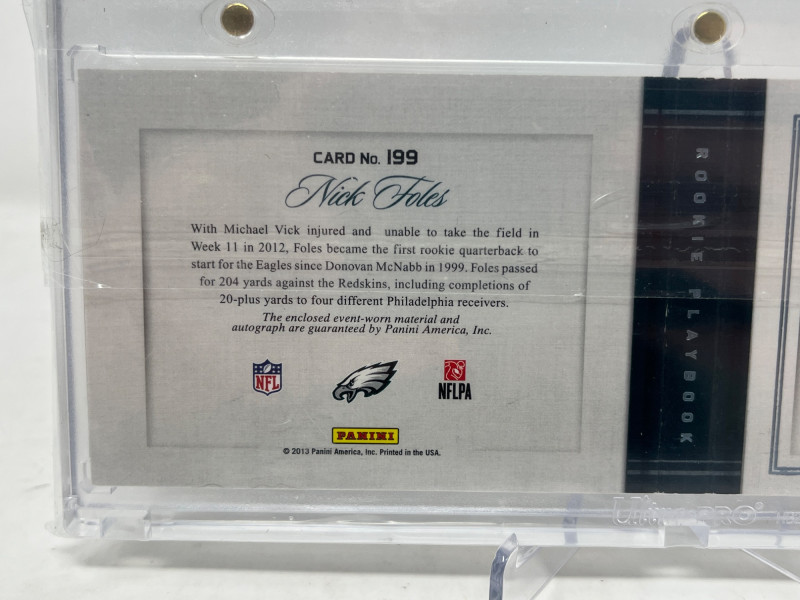 CARD No. 199
Nick Foles
With Michael Vick injured and unable to take the field in
Week 11 in 2012, Foles became the first rookie quarterback to
start for the Eagles since Donovan McNabb in 1999. Foles passed
for 204 yards against the Redskins, including completions of
20-plus yards to four different Philadelphia receivers.
The enclosed event-worn material and
autograph are guaranteed by Panini America, Inc.
NFL
NFLPA
PANINI
© 2013 Panini America, Inc. Printed in the USA.
ROOKIE PLAYBOOK
Ultra PRO®